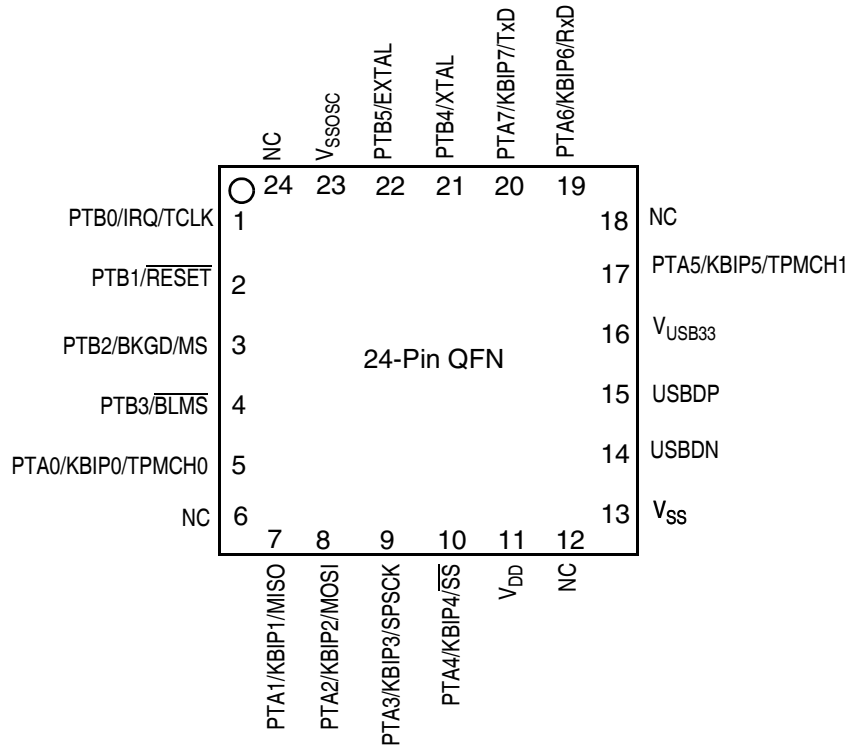 NC
VSSOSC
PTB5/EXTAL
PTB4/XTAL
PTA7/KBIP7/TxD
PTA6/KBIP6/RxD
24 23 22 21 20 19
PTB0/IRQ/TCLK 1
18 NC
PTB1/RESET 2
17 PTA5/KBIP5/TPMCH1
PTB2/BKGD/MS 3
24-Pin QFN
16 VUSB33
PTB3/BLMS 4
15 USBDP
PTA0/KBIP0/TPMCH0 5
14 USBDN
NC 6
13 VSS
7 8 9 10 11 12
PTA1/KBIP1/MISO
PTA2/KBIP2/MOSI
PTA3/KBIP3/SPSCK
PTA4/KBIP4/SS
VDD
NC